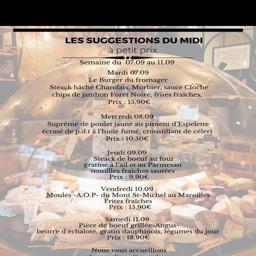 LES SUGGESTIONS DU MIDI
à petit prix
Semaine du 07.09 au 11.09
Mardi 07.09
Le Burger du fromager
Steack hâché Charolais, Morbier, sauce Cloche
chips de jambon Foret Noire, frites fraîches.
Prix : 15,90€
Mercredi 08.09
Suprême de poulet jaune au piment d'Espelette
écrasé de p.d.t à l'huile fumé, croustillant de céleri
Prix : 10,50€
Jeudi 09.09
Steack de boeuf au four
gratiné à l'ail et au Parmesan
nouilles fraîches sautées
Prix : 9,90€
Vendredi 10.09
Moules -A.O.P- du Mont St-Michel au Maroilles
Frites fraîches
Prix : 15,90€
Samedi 11.09
Pièce de boeuf grillée-Angus-
beurre d'échalote, gratin dauphinois, légumes du jour
Prix : 18,90€
Nous vous accueillons